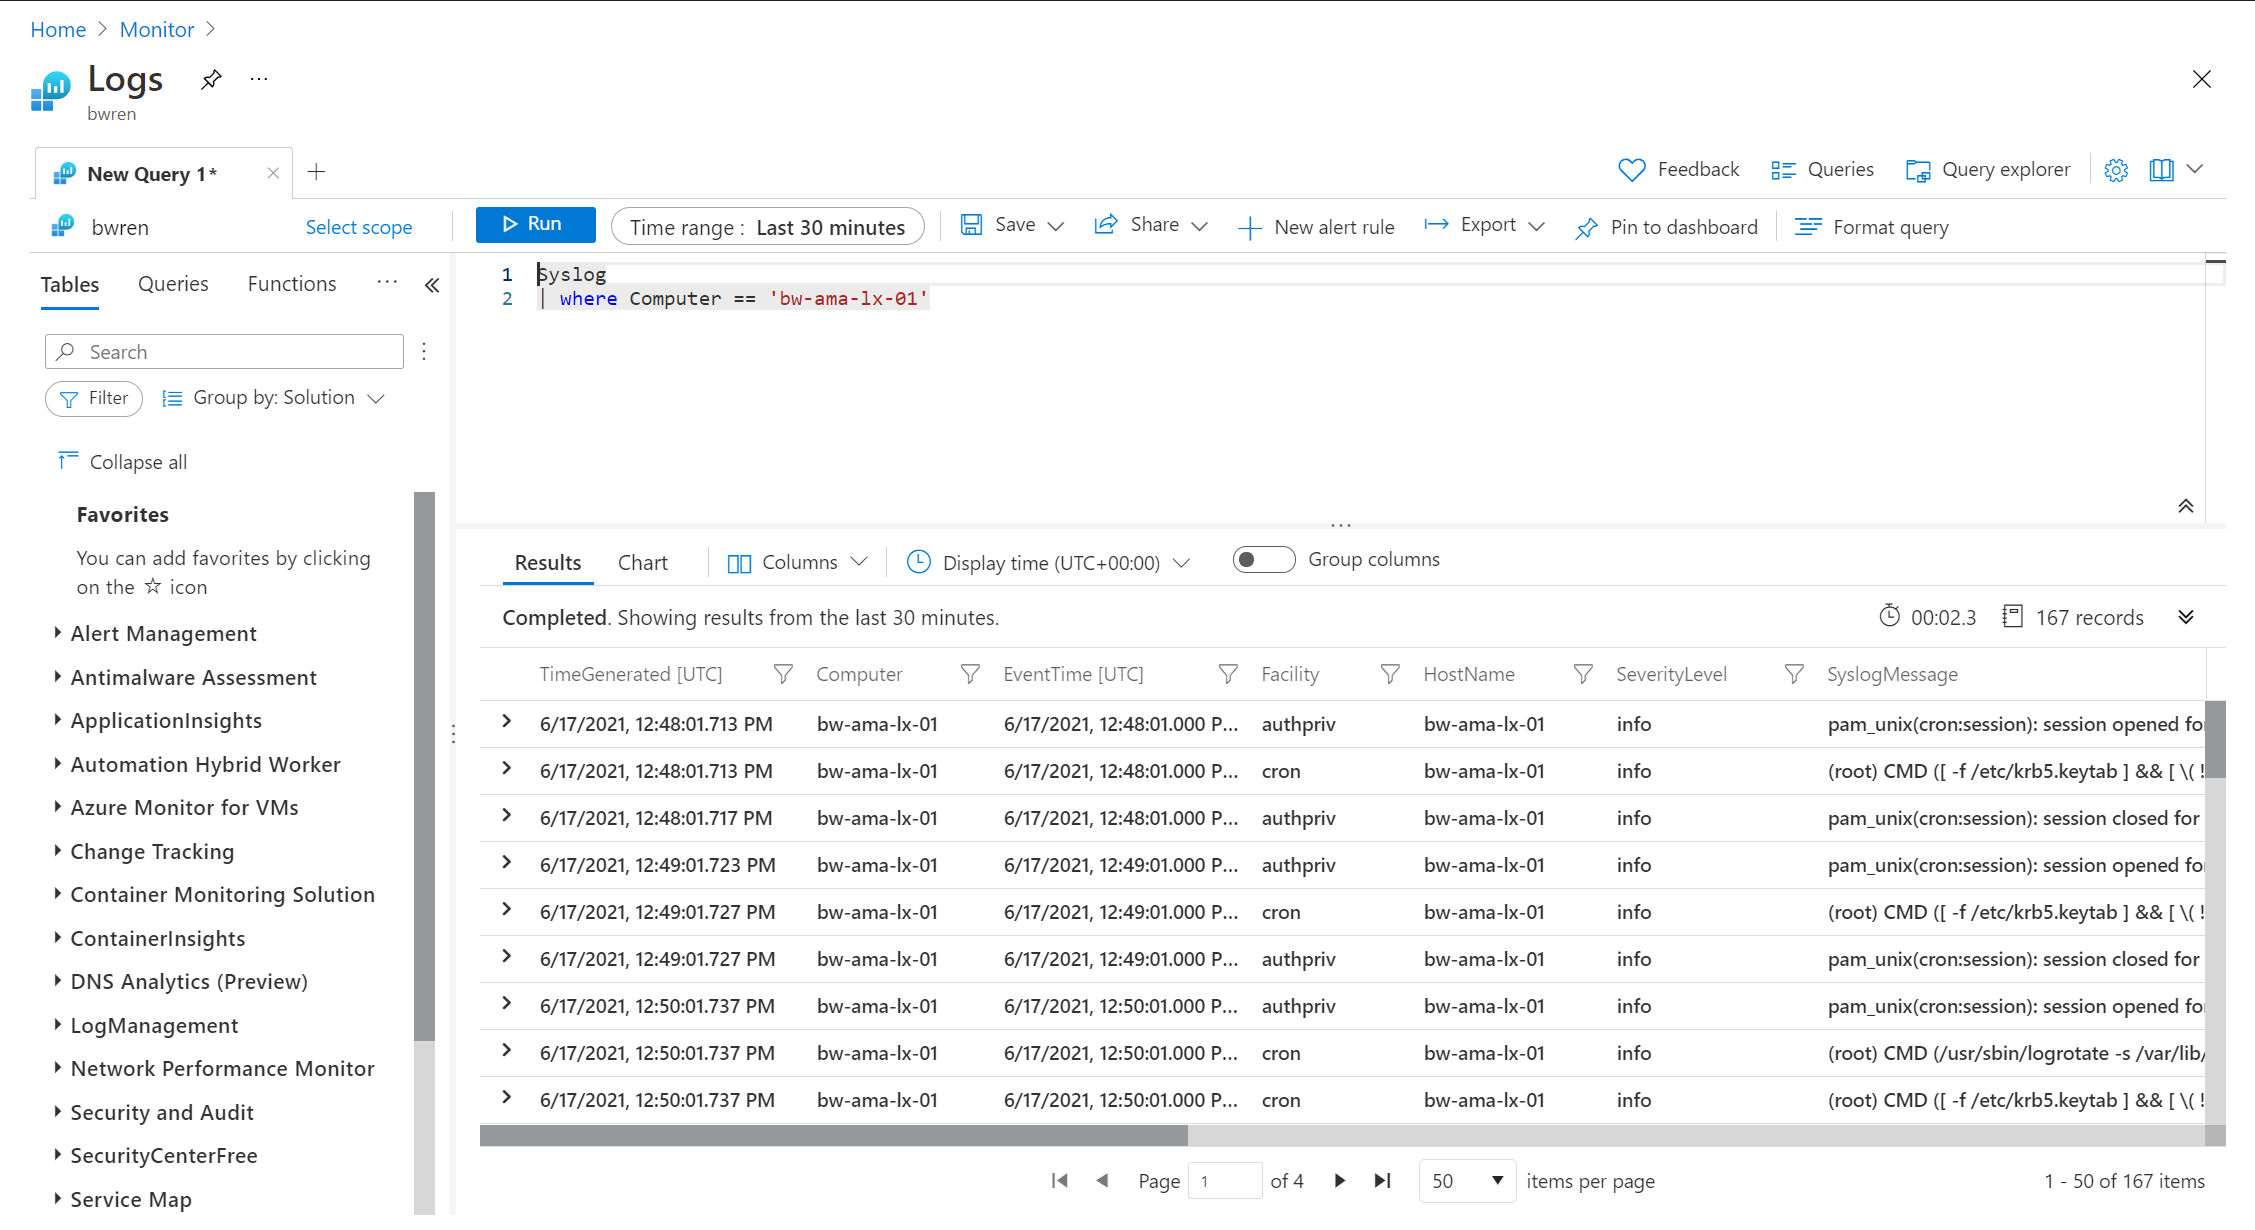 Home > Monitor >
Logs ...
bwren
New Query 1*
Feedback Queries Query explorer
bwren Select scope Run Time range : Last 30 minutes Save Share New alert rule Export Pin to dashboard Format query
Tables Queries Functions ... «
1 Syslog
2 | where Computer == 'bw-ama-lx-01'
Search
Filter Group by: Solution
Collapse all
Favorites
You can add favorites by clicking
on the ☆ icon
Alert Management
Antimalware Assessment
ApplicationInsights
Automation Hybrid Worker
Azure Monitor for VMs
Change Tracking
Container Monitoring Solution
ContainerInsights
DNS Analytics (Preview)
LogManagement
Network Performance Monitor
Security and Audit
SecurityCenterFree
Service Map
Results Chart Columns Display time (UTC+00:00) Group columns
Completed. Showing results from the last 30 minutes. 00:02.3 167 records
TimeGenerated [UTC] Computer EventTime [UTC] Facility HostName SeverityLevel SyslogMessage
6/17/2021, 12:48:01.713 PM bw-ama-lx-01 6/17/2021, 12:48:01.000 P... authpriv bw-ama-lx-01 info pam_unix(cron:session): session opened for
6/17/2021, 12:48:01.713 PM bw-ama-lx-01 6/17/2021, 12:48:01.000 P... cron bw-ama-lx-01 info (root) CMD ([ -f /etc/krb5.keytab ] && [ \( !
6/17/2021, 12:48:01.717 PM bw-ama-lx-01 6/17/2021, 12:48:01.000 P... authpriv bw-ama-lx-01 info pam_unix(cron:session): session closed for
6/17/2021, 12:49:01.723 PM bw-ama-lx-01 6/17/2021, 12:49:01.000 P... authpriv bw-ama-lx-01 info pam_unix(cron:session): session opened for
6/17/2021, 12:49:01.727 PM bw-ama-lx-01 6/17/2021, 12:49:01.000 P... cron bw-ama-lx-01 info (root) CMD ([ -f /etc/krb5.keytab ] && [ \( !
6/17/2021, 12:49:01.727 PM bw-ama-lx-01 6/17/2021, 12:49:01.000 P... authpriv bw-ama-lx-01 info pam_unix(cron:session): session closed for
6/17/2021, 12:50:01.737 PM bw-ama-lx-01 6/17/2021, 12:50:01.000 P... authpriv bw-ama-lx-01 info pam_unix(cron:session): session opened for
6/17/2021, 12:50:01.737 PM bw-ama-lx-01 6/17/2021, 12:50:01.000 P... cron bw-ama-lx-01 info (root) CMD (/usr/sbin/logrotate -s /var/lib/
6/17/2021, 12:50:01.737 PM bw-ama-lx-01 6/17/2021, 12:50:01.000 P... cron bw-ama-lx-01 info (root) CMD ([ -f /etc/krb5.keytab ] && [ \( !
Page 1 of 4 50 items per page 1 - 50 of 167 items